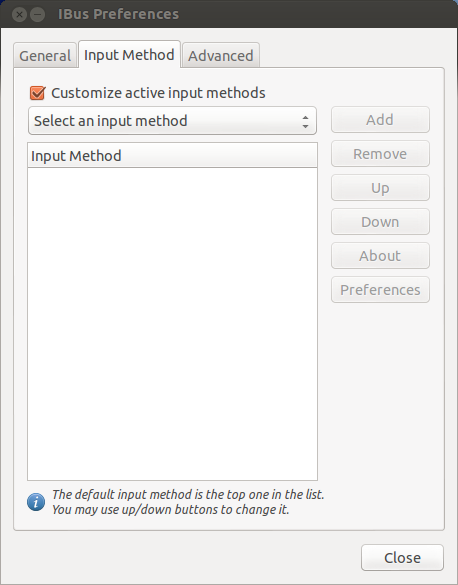 IBus Preferences
General
Input Method
Advanced
Customize active input methods
Select an input method
Add
Input Method
Remove
Up
Down
About
Preferences
The default input method is the top one in the list.
You may use up/down buttons to change it.
Close